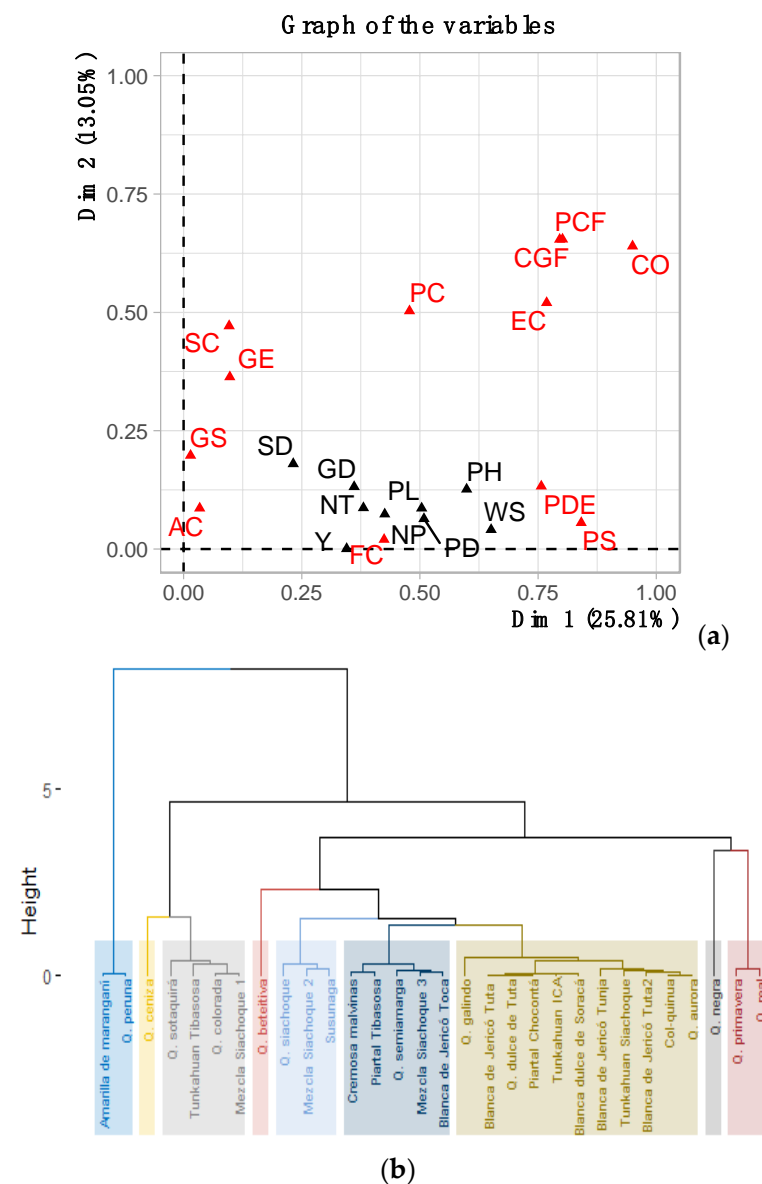 Graph of the variables
Dim 2 (13.05%)
1.00
0.75
0.50
0.25
0.00
PCF
CGF
CO
PC
EC
SC
GE
GS
SD
GD
PL
PH
NT
WS
PDE
AC
Y
FC
NP
PD
PS
0.00 0.25 0.50 0.75 1.00
Dim 1 (25.81%)
(a)
Height
5-
0-
Amarilla de marangani
Q. peruna
Q. ceniza
Q. sotaquirá
Tunkahuan Tibasosa
Q. colorada
Mezcla Siachoque 1
Q. beteitiva
Q. siachoque
Mezcla Siachoque 2
Susunaga
Cremosa malvinas
Piartal Tibasosa
Q. semiamarga
Mezcla Siachoque 3
Blanca de Jericó Toca
Q. galindo
Blanca de Jericó Tuta
Q. dulce de Tuta
Piartal Chocontá
Tunkahuan ICA
Blanca dulce de Soracá
Blanca de Jericó Tunja
Tunkahuan Siachoque
Blanca de Jericó Tuta2
Col-quinua
Q. aurora
Q. negra
Q. primavera
(b)